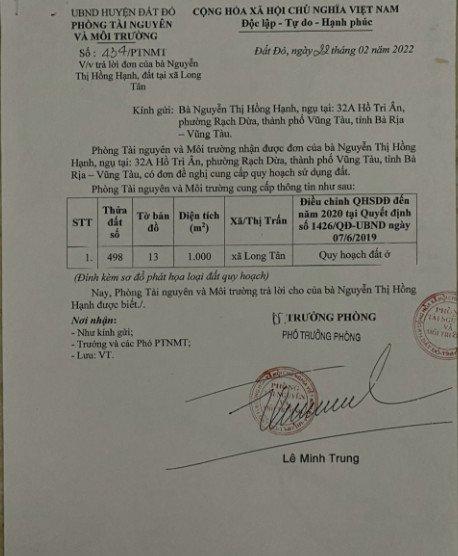 UBND HUYỆN ĐẤT ĐỎ
PHÒNG TÀI NGUYÊN
VÀ MÔI TRƯỜNG
CỘNG HÒA XÃ HỘI CHỦ NGHĨA VIỆT NAM
Độc lập - Tự do - Hạnh phúc
Số: 434/PTNMT
Đất Đỏ, ngày 22 tháng 02 năm 2022
V/v trả lời đơn của bà Nguyễn
Thị Hồng Hạnh, đất tại xã Long
Tân
Kính gửi: Bà Nguyễn Thị Hồng Hạnh, ngụ tại: 32A Hồ Tri Ân,
phường Rạch Dừa, thành phố Vũng Tàu, tỉnh Bà Rịa
– Vũng Tàu.
Phòng Tài nguyên và Môi trường nhận được đơn của bà Nguyễn Thị Hồng
Hạnh, ngụ tại: 32A Hồ Tri Ân, phường Rạch Dừa, thành phố Vũng Tàu, tỉnh Bà
Rịa – Vũng Tàu, có đơn đề nghị cung cấp quy hoạch sử dụng đất.
Phòng Tài nguyên và Môi trường cung cấp thông tin như sau:
STT Thửa đất số Tờ bản đồ Diện tích (m²) Xã/Thị Trấn Điều chỉnh QHSDĐ đến năm 2020 tại Quyết định số 1426/QĐ-UBND ngày 07/6/2019
1. 498 13 1.000 xã Long Tân Quy hoạch đất ở
(Đính kèm sơ đồ phát họa loại đất quy hoạch)
Nay, Phòng Tài nguyên và Môi trường trả lời cho của bà Nguyễn Thị Hồng
Hạnh được biết./.
Nơi nhận:
- Như kính gửi;
- Trưởng và các Phó PTNMT;
- Lưu: VT.
TRƯỞNG PHÒNG
PHÓ TRƯỞNG PHÒNG
PHÒNG
TÀI NGUYÊN
Lê Minh Trung